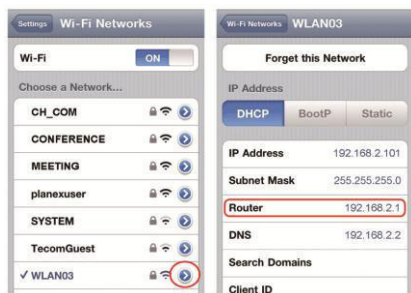 Settings Wi-Fi Networks
Wi-Fi ON
Choose a Network...
CH_COM
CONFERENCE
MEETING
planexuser
SYSTEM
TecomGuest
✓ WLAN03
Wi-Fi Networks WLAN03
Forget this Network
IP Address
DHCP BootP Static
IP Address 192.168.2.101
Subnet Mask 255.255.255.0
Router 192.168.2.1
DNS 192.168.2.2
Search Domains
Client ID